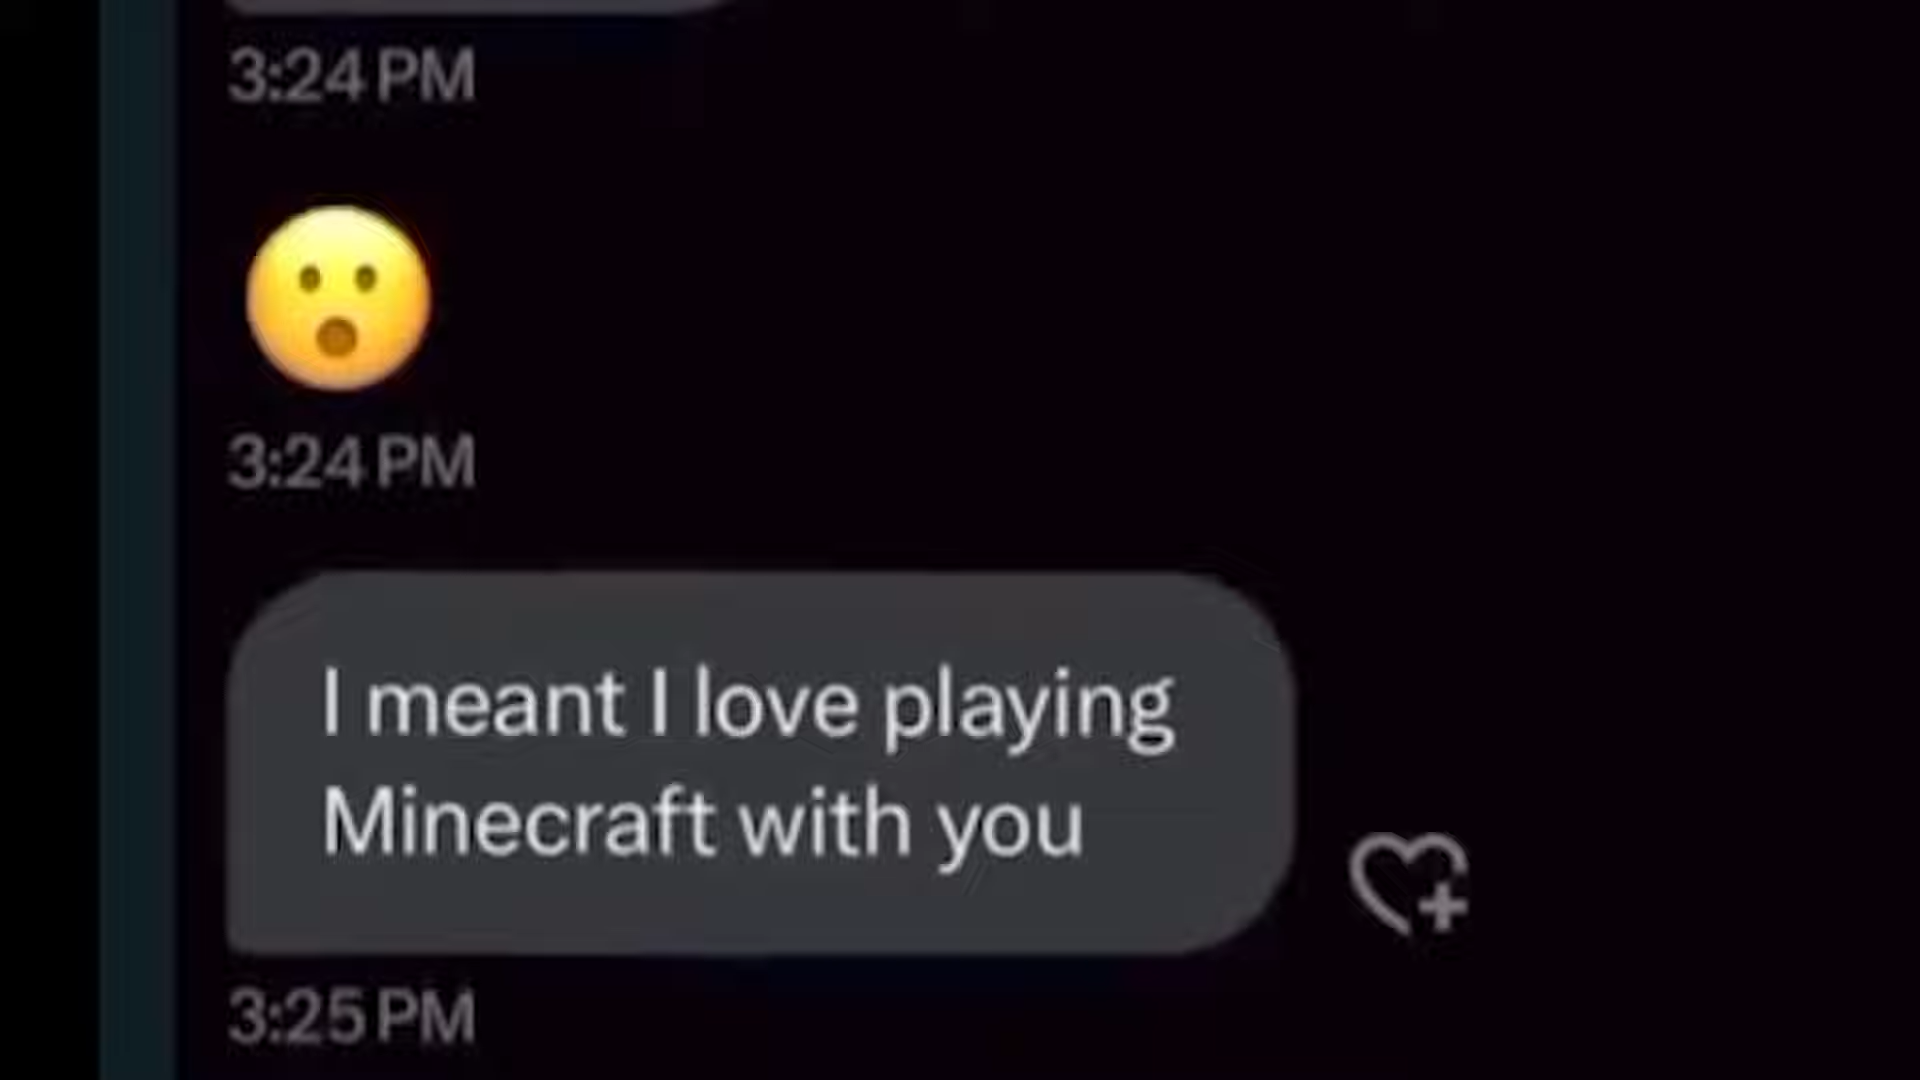 3:24 PM
😮
3:24 PM
I meant I love playing
Minecraft with you
3:25 PM